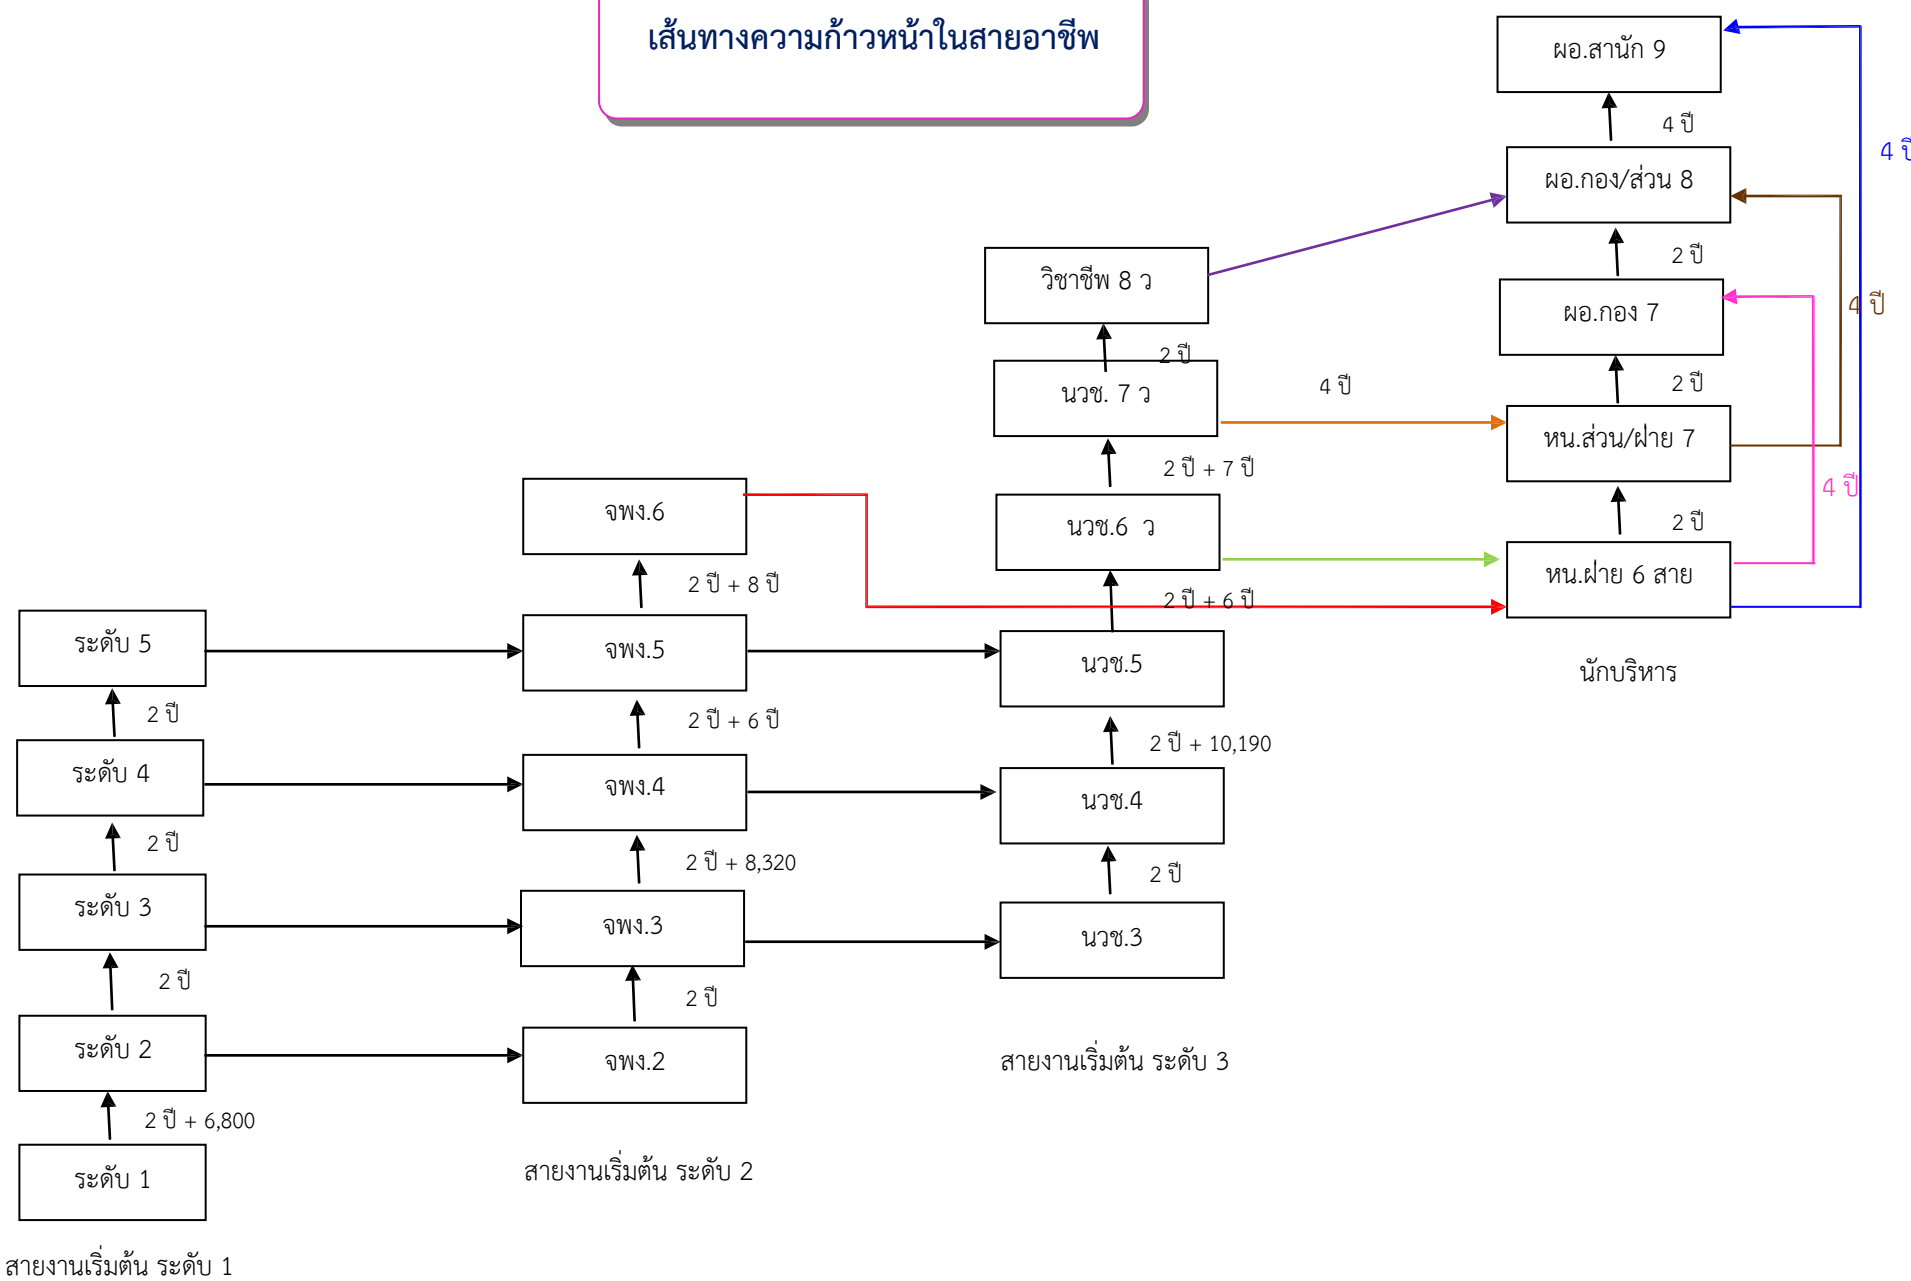 เส้นทางความก้าวหน้าในสายอาชีพ
ผอ.สานัก 9
4 ปี
4 ปี
ผอ.กอง/ส่วน 8
2 ปี
วิชาชีพ 8 ว
ผอ.กอง 7
4 ปี
2 ปี
นวช. 7 ว
4 ปี
2 ปี
หน.ส่วน/ฝ่าย 7
2 ปี + 7 ปี
4 ปี
จพง.6
นวช.6 ว
2 ปี
หน.ฝ่าย 6 สาย
2 ปี + 8 ปี
2 ปี + 6 ปี
ระดับ 5
จพง.5
นวช.5
นักบริหาร
2 ปี
2 ปี + 6 ปี
2 ปี + 10,190
ระดับ 4
จพง.4
นวช.4
2 ปี
2 ปี + 8,320
2 ปี
ระดับ 3
จพง.3
นวช.3
2 ปี
2 ปี
ระดับ 2
จพง.2
สายงานเริ่มต้น ระดับ 3
2 ปี + 6,800
ระดับ 1
สายงานเริ่มต้น ระดับ 2
สายงานเริ่มต้น ระดับ 1